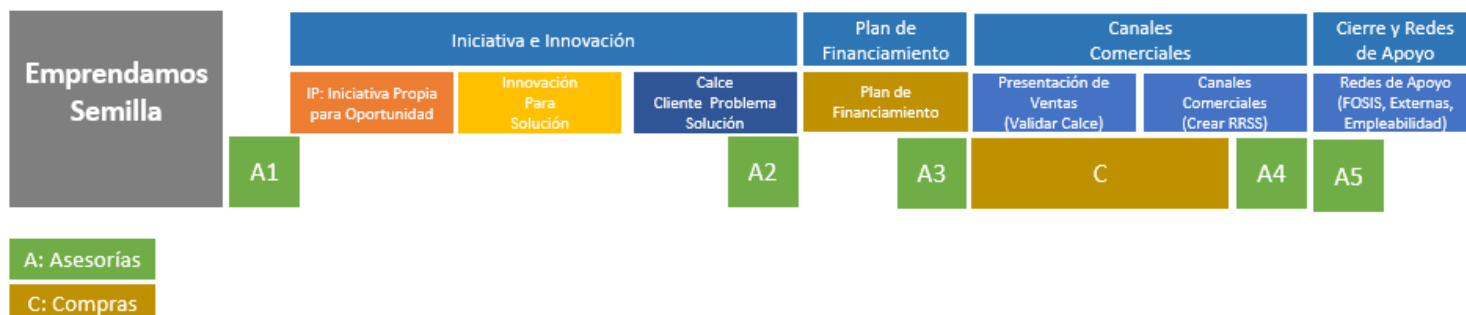 Emprendamos
Semilla
Iniciativa e Innovación
Plan de
Financiamiento
Canales
Comerciales
Cierre y Redes
de Apoyo
IP: Iniciativa Propia
para Oportunidad
Innovación
Para
Solución
Calce
Cliente Problema
Solución
Plan de
Financiamiento
Presentación de
Ventas
(Validar Calce)
Canales
Comerciales
(Crear RRSS)
Redes de Apoyo
(FOSIS, Externas,
Empleabilidad)
A1
A2
A3
C
A4
A5
A: Asesorías
C: Compras